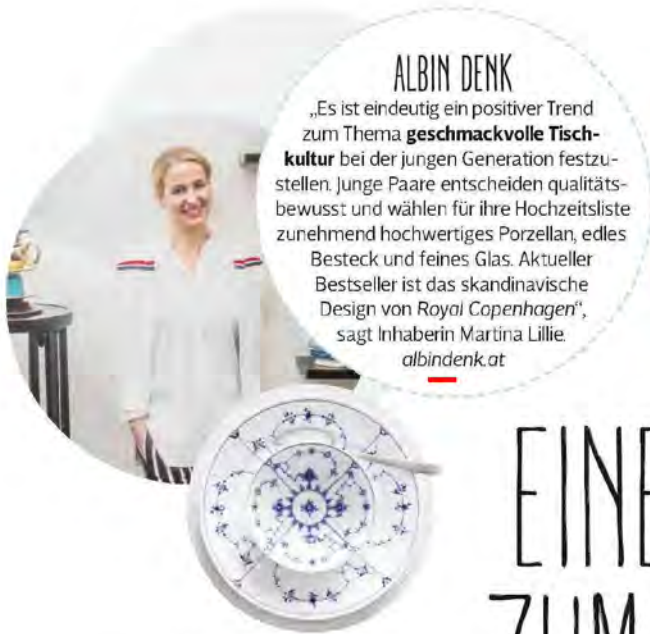 ALBIN DENK
„Es ist eindeutig ein positiver Trend
zum Thema geschmackvolle Tisch-
kultur bei der jungen Generation festzu-
stellen. Junge Paare entscheiden qualitäts-
bewusst und wählen für ihre Hochzeitsliste
zunehmend hochwertiges Porzellan, edles
Besteck und feines Glas. Aktueller
Bestseller ist das skandinavische
Design von Royal Copenhagen“,
sagt Inhaberin Martina Lillie.
albindenk.at
EINE
ZUM